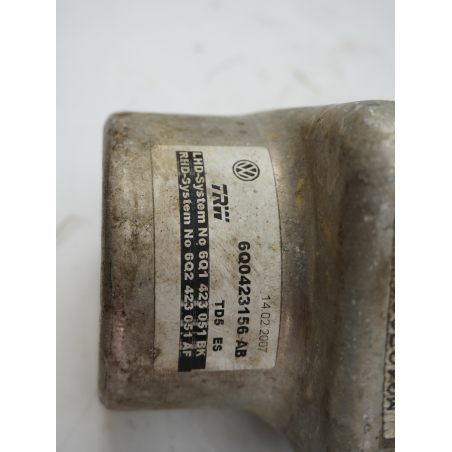 VW
TRW
6Q0423156 AB
14.02.2007
TD5 ES
LHD-System No 6Q1 423 051 BK
RHD-System No 6Q2 423 051 AF